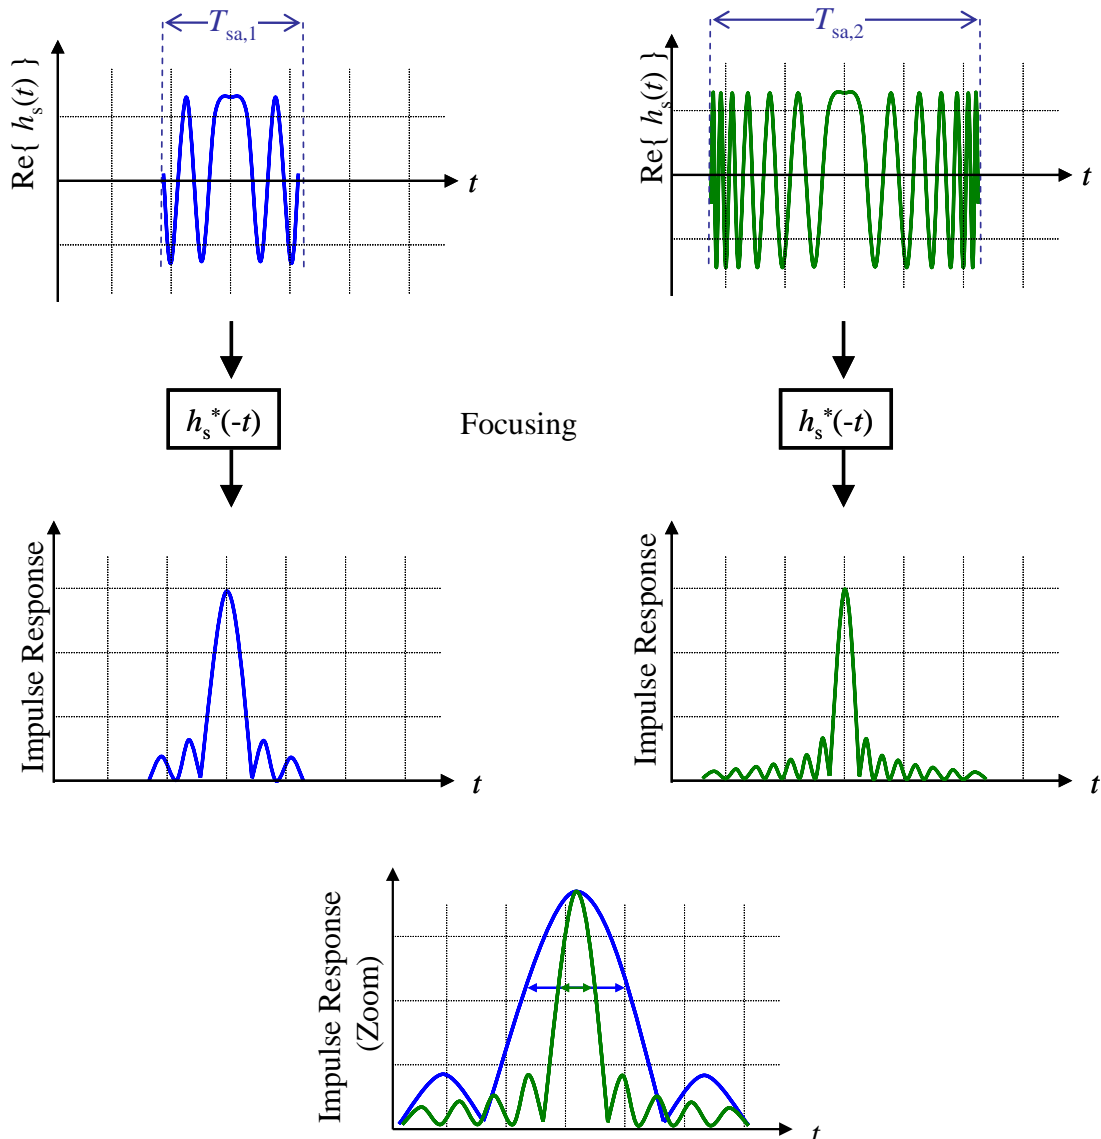 T_sa,1
T_sa,2
Re{ h_s(t) }
t
Re{ h_s(t) }
t
h_s*(-t)
Focusing
h_s*(-t)
Impulse Response
t
Impulse Response
t
Impulse Response
(Zoom)
t